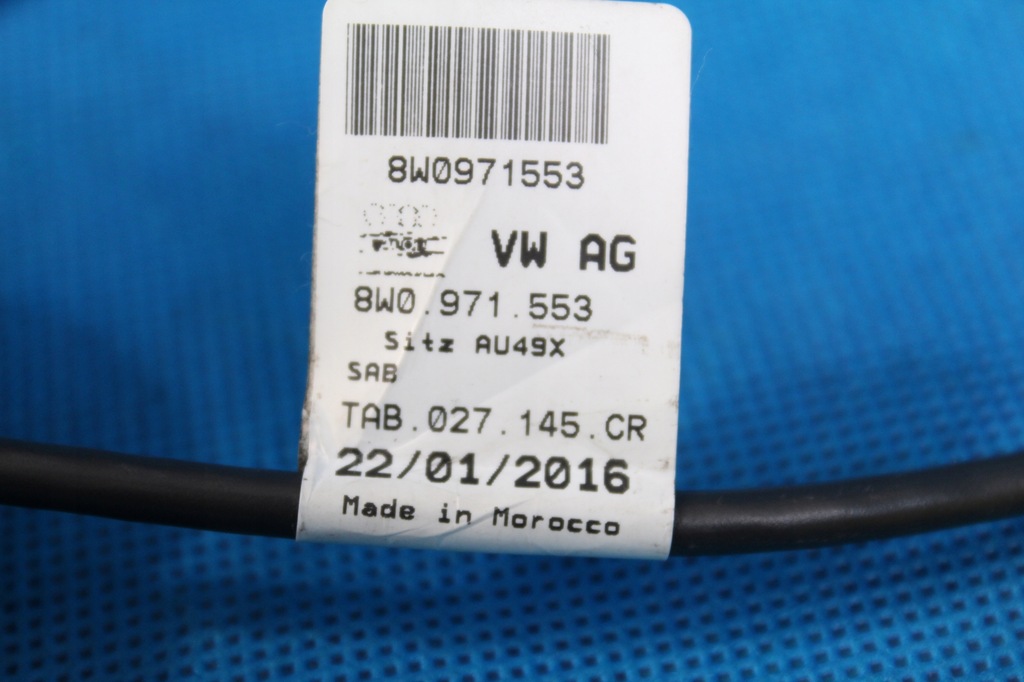 8W0971553
VW AG
8W0.971.553
Sitz AU49X
SAB
TAB.027.145.CR
22/01/2016
Made in Morocco